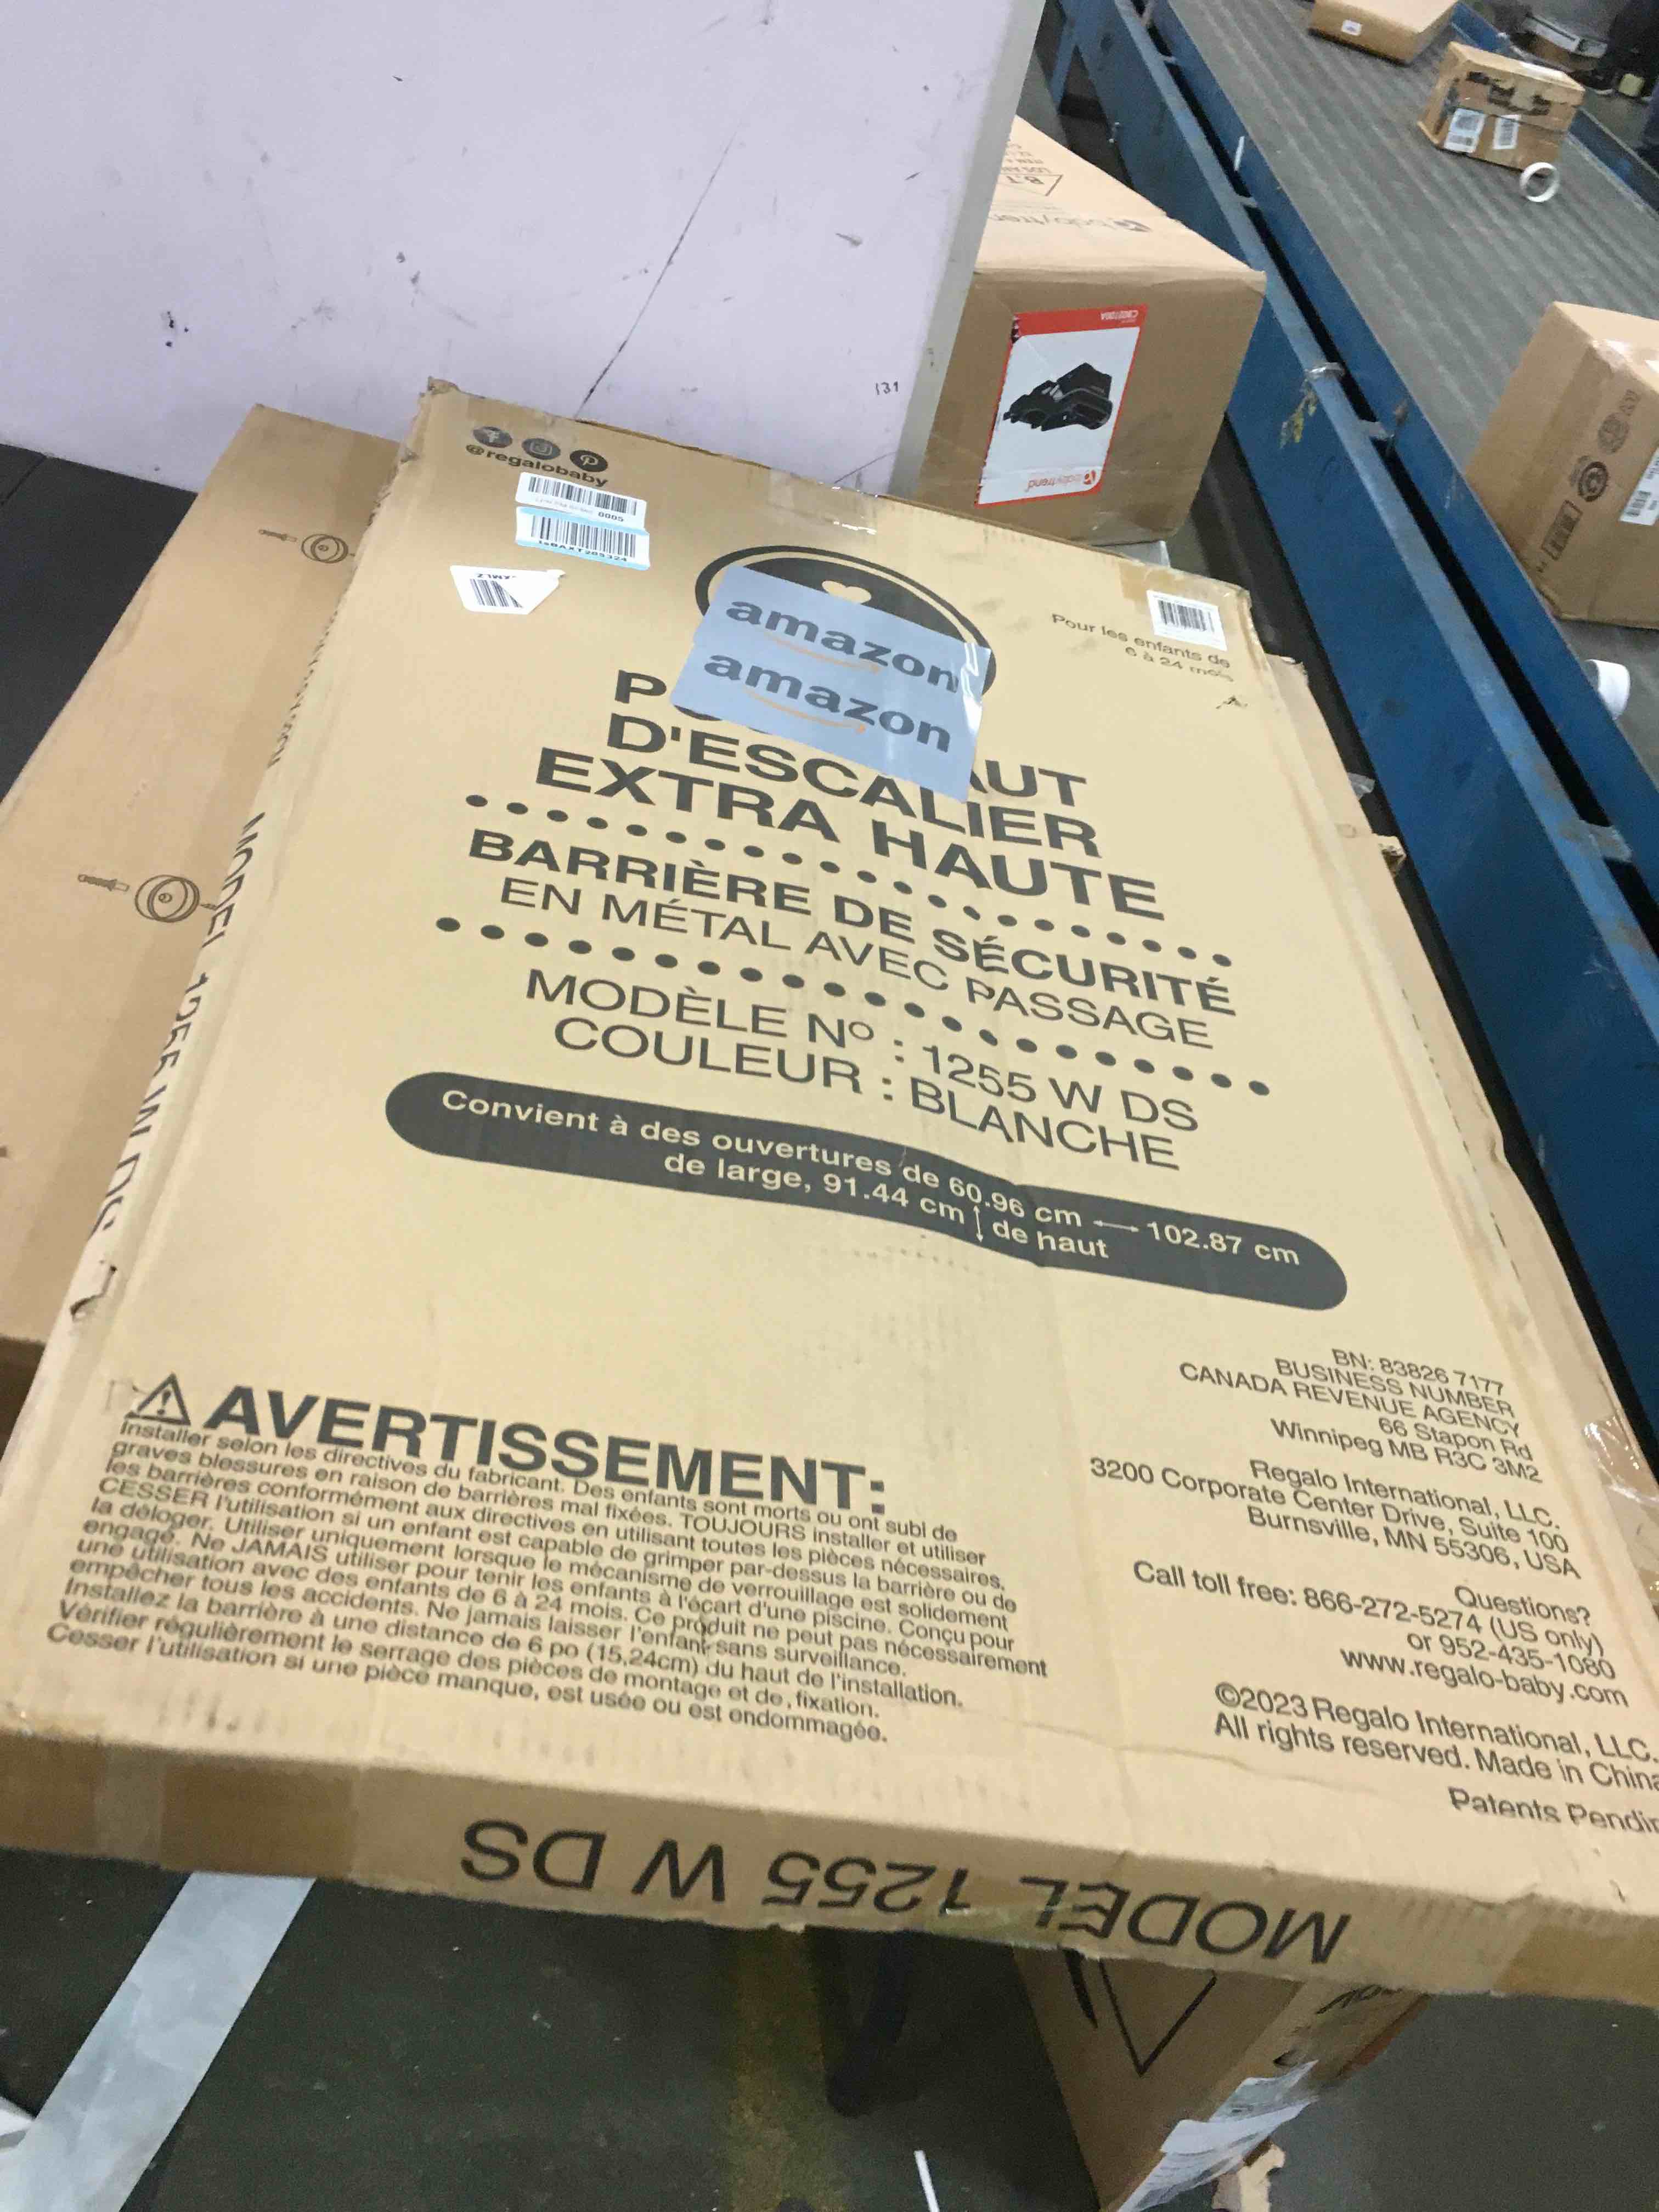 @regalobaby
0005
amazon
amazon
Pour les enfants de
6 à 24 mois
AUT
D'ESCALIER
EXTRA HAUTE
BARRIÈRE DE SÉCURITÉ
EN MÉTAL AVEC PASSAGE
MODÈLE Nº : 1255 W DS
COULEUR : BLANCHE
Convient à des ouvertures de 60.96 cm ↔ 102.87 cm
de large, 91.44 cm ↕ de haut
AVERTISSEMENT:
Installer selon les directives du fabricant. Des enfants sont morts ou ont subi de
graves blessures en raison de barrières mal fixées. TOUJOURS installer et utiliser
les barrières conformément aux directives en utilisant toutes les pièces nécessaires.
CESSER l'utilisation si un enfant est capable de grimper par-dessus la barrière ou de
la déloger. Utiliser uniquement lorsque le mécanisme de verrouillage est solidement
engagé. Ne JAMAIS utiliser pour tenir les enfants à l'écart d'une piscine. Conçu pour
une utilisation avec des enfants de 6 à 24 mois. Ce produit ne peut pas nécessairement
empêcher tous les accidents. Ne jamais laisser l'enfant sans surveillance.
Installez la barrière à une distance de 6 po (15,24cm) du haut de l'installation.
Vérifier régulièrement le serrage des pièces de montage et de fixation.
Cesser l'utilisation si une pièce manque, est usée ou est endommagée.
BN: 83826 7177
BUSINESS NUMBER
CANADA REVENUE AGENCY
66 Stapon Rd
Winnipeg MB R3C 3M2
Regalo International, LLC.
3200 Corporate Center Drive, Suite 100
Burnsville, MN 55306, USA
Questions?
Call toll free: 866-272-5274 (US only)
or 952-435-1080
www.regalo-baby.com
©2023 Regalo International, LLC.
All rights reserved. Made in China
Patents
MODEL 1255 W DS
MODEL 1255 W DS
babytrend
131